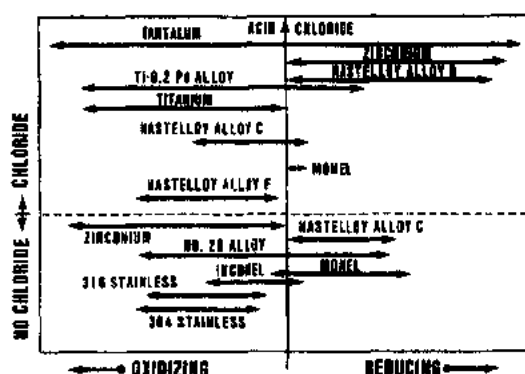 TANTALUM
ACID & CHLORIDE
ZIRCONIUM
HASTELLOY ALLOY B
Ti-0.2 Pd ALLOY
TITANIUM
HASTELLOY ALLOY C
MONEL
HASTELLOY ALLOY F
NO CHLORIDE
CHLORIDE
ZIRCONIUM
HASTELLOY ALLOY C
NO. 20 ALLOY
INCONEL
MONEL
316 STAINLESS
304 STAINLESS
OXIDIZING
REDUCING